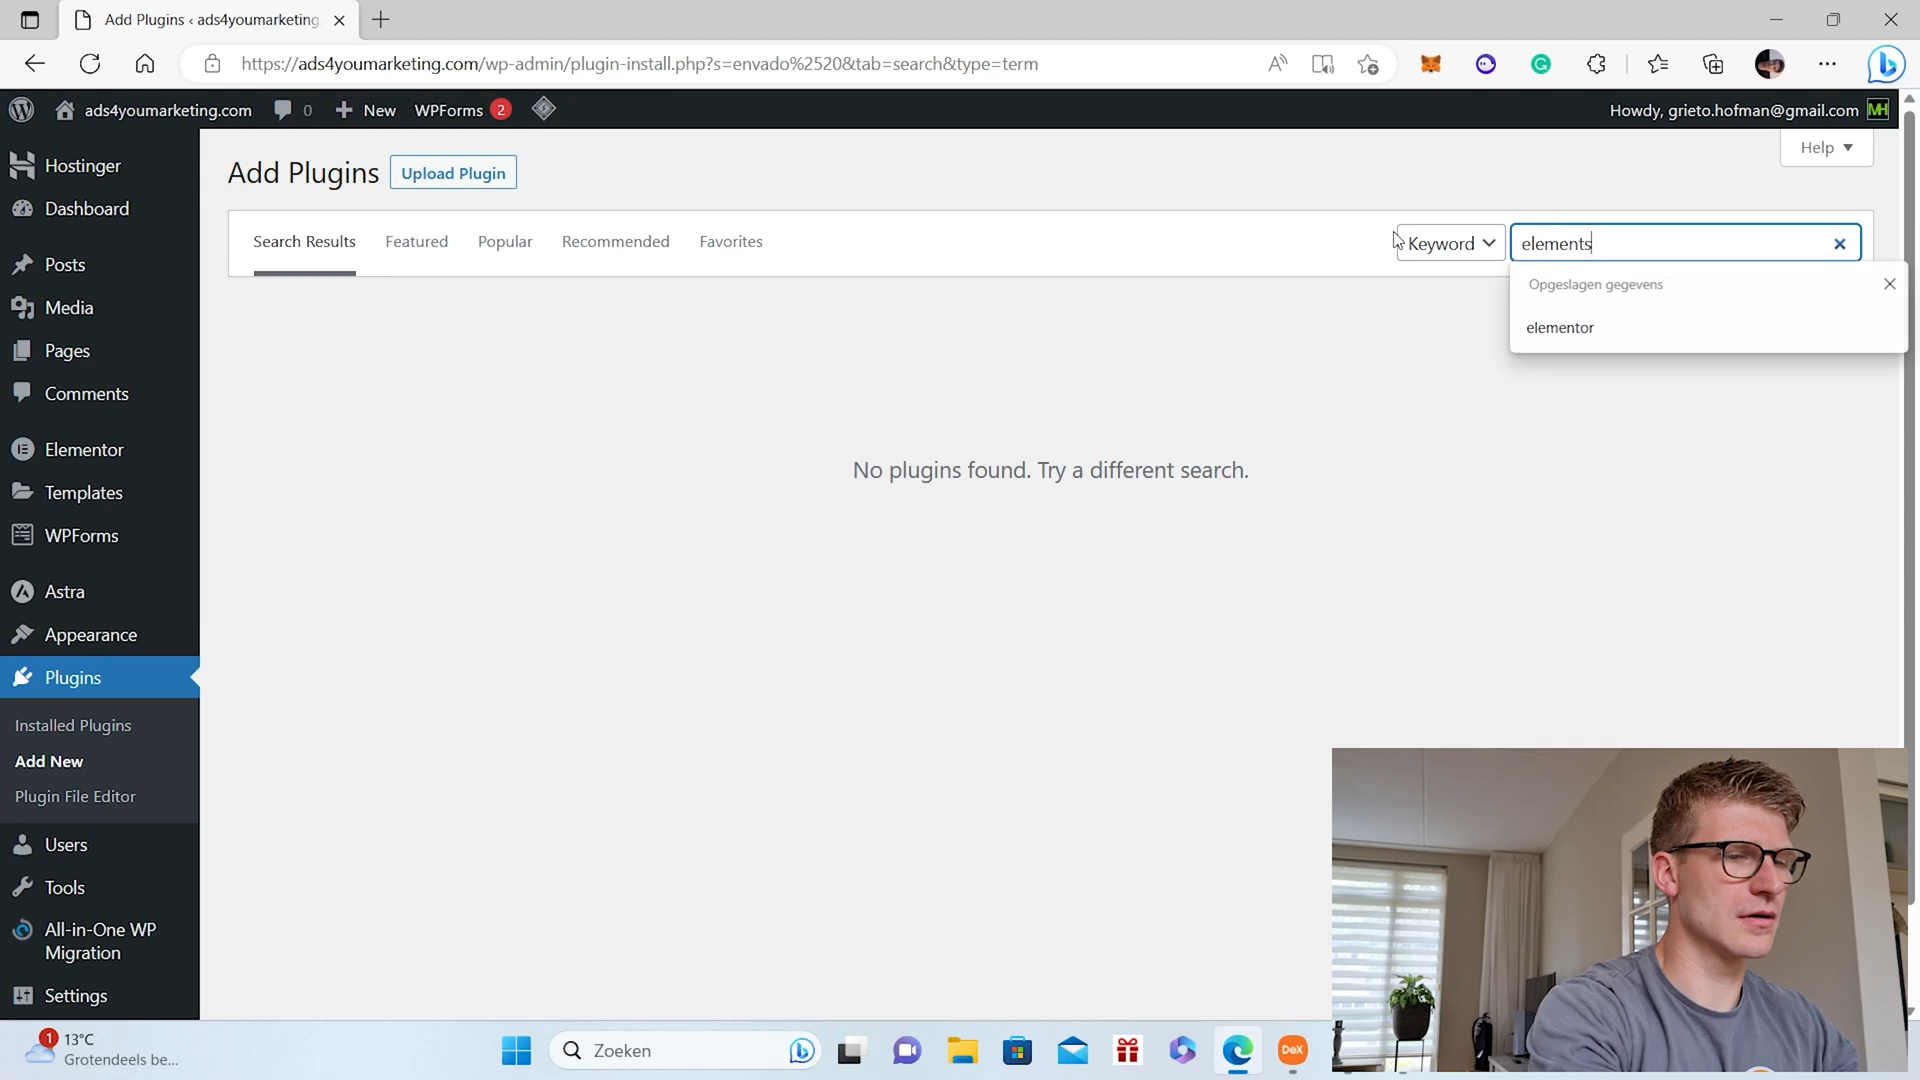 Add Plugins ‹ ads4youmarketing
https://ads4youmarketing.com/wp-admin/plugin-install.php?s=envado%2520&tab=search&type=term
ads4youmarketing.com
0
New
WPForms 2
Howdy, grieto.hofman@gmail.com
MH
Hostinger
Dashboard
Posts
Media
Pages
Comments
Elementor
Templates
WPForms
Astra
Appearance
Plugins
Installed Plugins
Add New
Plugin File Editor
Users
Tools
All-in-One WP
Migration
Settings
Add Plugins
Upload Plugin
Help
Search Results
Featured
Popular
Recommended
Favorites
Keyword
elements
Opgeslagen gegevens
elementor
No plugins found. Try a different search.
1
13°C
Grotendeels be...
Zoeken
DeX